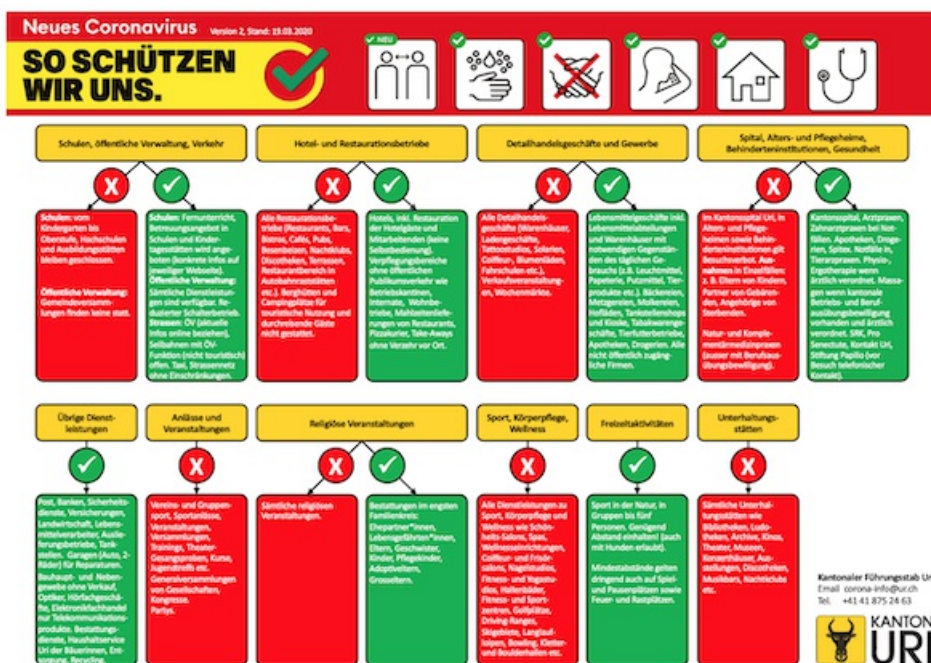 Neues Coronavirus Version 2, Stand: 19.03.2020
SO SCHÜTZEN
WIR UNS.
NEU
Schulen, öffentliche Verwaltung, Verkehr
Hotel- und Restaurationsbetriebe
Detailhandelsgeschäfte und Gewerbe
Spital, Alters- und Pflegeheime,
Behinderteninstitutionen, Gesundheit
Schulen: vom
Kindergarten bis
Oberstufe, Hochschulen
und Ausbildungsstätten
bleiben geschlossen.
Öffentliche Verwaltung:
Gemeindeversamm-
lungen finden keine statt.
Schulen: Fernunterricht,
Betreuungsangebot in
Schulen und Kinder-
tagesstätten wird ange-
boten (konkrete Infos auf
jeweiliger Webseite).
Öffentliche Verwaltung:
Sämtliche Dienstleistun-
gen sind verfügbar. Re-
duzierter Schalterbetrieb.
Strassen: ÖV (aktuelle
Infos online beziehen),
Seilbahnen mit ÖV-
Funktion (nicht touristisch)
offen. Taxi, Strassennetz
ohne Einschränkungen.
Alle Restaurationsbe-
triebe (Restaurants, Bars,
Bistros, Cafés, Pubs,
Besenbeizen, Nachtklubs,
Discotheken, Terrassen,
Restaurantbereich in
Autobahnraststätten
etc.). Berghütten und
Campingplätze für
touristische Nutzung und
durchreisende Gäste
nicht gestattet.
Hotels, inkl. Restauration
der Hotelgäste und
Mitarbeitenden (keine
Selbstbedienung).
Verpflegungsbereiche
ohne öffentlichen
Publikumsverkehr wie
Betriebskantinen,
Internate, Wohnbe-
triebe, Mahlzeitenliefe-
rungen von Restaurants,
Pizzakurier, Take-Aways
ohne Verzehr vor Ort.
Alle Detailhandels-
geschäfte (Warenhäuser,
Ladengeschäfte,
Tattoostudios, Solarien,
Coiffeur-, Blumenläden,
Fahrschulen etc.),
Verkaufsveranstaltun-
gen, Wochenmärkte.
Lebensmittelgeschäfte inkl.
Lebensmittelabteilungen
und Warenhäuser mit
notwendigen Gegenstän-
den des täglichen Ge-
brauchs (z.B. Leuchtmittel,
Papeterie, Putzmittel, Tier-
produkte etc.). Bäckereien,
Metzgereien, Molkereien,
Hofläden, Tankstellenshops
und Kioske, Tabakwarenge-
schäfte, Tierfutterbetriebe,
Apotheken, Drogerien. Alle
nicht öffentlich zugäng-
liche Firmen.
Im Kantonsspital Uri, in
Alters- und Pflege-
heimen sowie Behin-
derteninstitutionen gilt
Besuchverbot. Aus-
nahmen in Einzelfällen:
z. B. Eltern von Kindern,
Partner von Gebären-
den, Angehörige von
Sterbenden.
Natur- und Komple-
mentärmedizinpraxen
(ausser mit Berufsaus-
übungsbewilligung).
Kantonsspital, Arztpraxen,
Zahnarztpraxen bei Not-
fällen. Apotheken, Droge-
rien, Spitex. Notfälle in
Tierarztpraxen. Physio-,
Ergotherapie wenn
ärztlich verordnet. Massa-
gen wenn kantonale
Betriebs- und Beruf-
ausübungsbewilligung
vorhanden und ärztlich
verordnet. SRK, Pro
Senectute, Kontakt Uri,
Stiftung Papilio (vor
Besuch telefonischer
Kontakt).
Übrige Dienst-
leistungen
Anlässe und
Veranstaltungen
Religiöse Veranstaltungen
Sport, Körperpflege,
Wellness
Freizeitaktivitäten
Unterhaltungs-
stätten
Post, Banken, Sicherheits-
dienste, Versicherungen,
Landwirtschaft, Lebens-
mittelverarbeiter, Auslie-
ferungsbetriebe, Tank-
stellen. Garagen (Auto, 2-
Räder) für Reparaturen.
Bauhaupt- und Neben-
gewebe ohne Verkauf,
Optiker, Hörfachgeschä-
fte, Elektronikfachhandel
nur Telekommunikations-
produkte. Bestattungs-
dienste, Haushaltservice
Uri der Bäuerinnen, Ent-
sorgung, Recycling.
Vereins- und Gruppen-
sport, Sportanlässe,
Veranstaltungen,
Versammlungen,
Trainings, Theater-
Gesangsproben, Kurse,
Jugendtreffs etc.
Generalversammlungen
von Gesellschaften,
Kongresse.
Partys.
Sämtliche religiösen
Veranstaltungen.
Bestattungen im engsten
Familienkreis:
Ehepartner*innen,
Lebensgefährten*innen,
Eltern, Geschwister,
Kinder, Pflegekinder,
Adoptiveltern,
Grosseltern.
Alle Dienstleistungen zu
Sport, Körperpflege und
Wellness wie Schön-
heits-Salons, Spas,
Wellnesseinrichtungen,
Coiffeur- und Frisör-
salons, Nagelstudios,
Fitness- und Yogastu-
dios, Hallenbäder,
Fitness- und Sport-
zentren, Golfplätze,
Driving-Ranges,
Skigebiete, Langlauf-
loipen, Bowling, Kletter-
und Boulderhallen etc.
Sport in der Natur, in
Gruppen bis fünf
Personen. Genügend
Abstand einhalten! (auch
mit Hunden erlaubt).
Mindestabstände gelten
dringend auch auf Spiel-
und Pausenplätzen sowie
Feuer- und Rastplätzen.
Sämtliche Unterhal-
tungsstätten wie
Bibliotheken, Ludo-
theken, Archive, Kinos,
Theater, Museen,
Konzerthäuser, Aus-
stellungen, Discotheken,
Musikbars, Nachtclubs
etc.
Kantonaler Führungsstab Uri
Email corona-info@ur.ch
Tel. +41 41 875 24 63
KANTON
URI